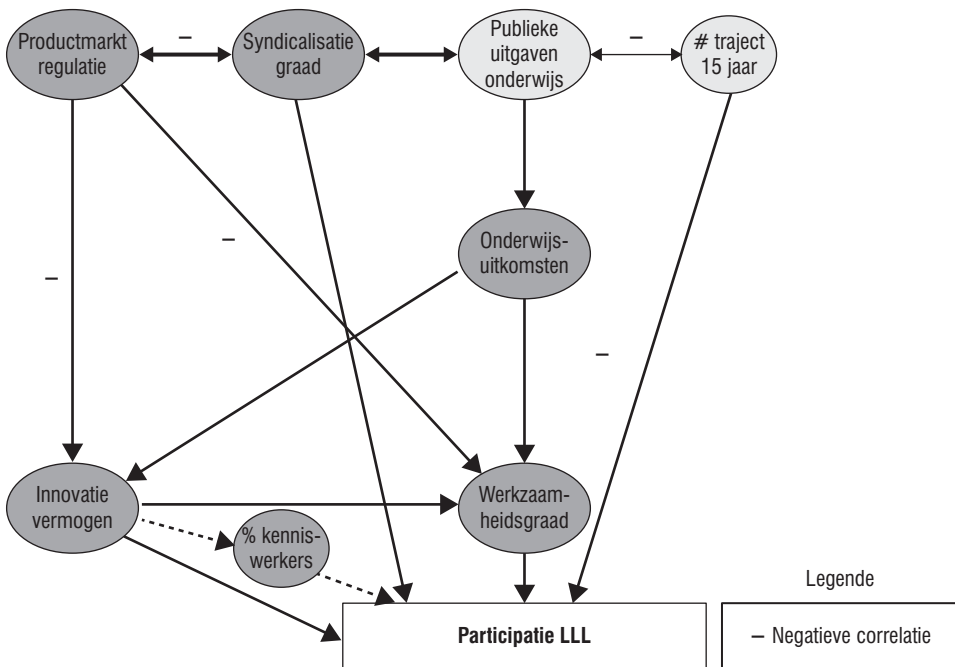 Productmarkt
regulatie
–
Syndicalisatie
graad
Publieke
uitgaven
onderwijs
–
# traject
15 jaar
Onderwijs-
uitkomsten
–
–
–
Innovatie
vermogen
% kennis-
werkers
Werkzaam-
heidsgraad
Participatie LLL
Legende
– Negatieve correlatie